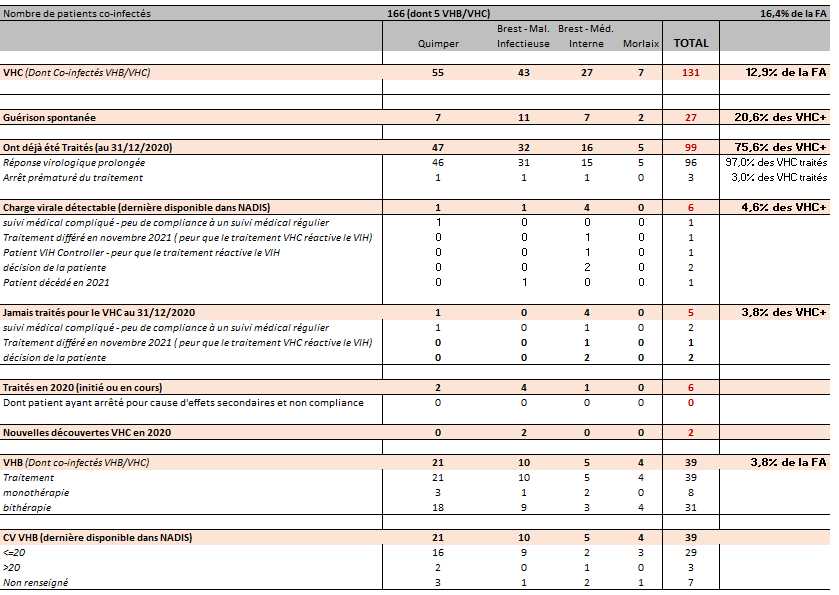 Nombre de patients co-infectés 166 (dont 5 VHB/VHC) 16,4% de la FA
Quimper Brest - Mal. Infectieuse Brest - Méd. Interne Morlaix TOTAL
VHC (Dont Co-infectés VHB/VHC) 55 43 27 7 131 12,9% de la FA
Guérison spontanée 7 11 7 2 27 20,6% des VHC+
Ont déjà été Traités (au 31/12/2020) 47 32 16 5 99 75,6% des VHC+
Réponse virologique prolongée 46 31 15 5 96 97,0% des VHC traités
Arrêt prématuré du traitement 1 1 1 0 3 3,0% des VHC traités
Charge virale détectable (dernière disponible dans NADIS) 1 1 4 0 6 4,6% des VHC+
suivi médical compliqué - peu de compliance à un suivi médical régulier 1 0 0 0 1
Traitement différé en novembre 2021 ( peur que le traitement VHC réactive le VIH) 0 0 1 0 1
Patient VIH Controller - peur que le traitement réactive le VIH 0 0 1 0 1
décision de la patiente 0 0 2 0 2
Patient décédé en 2021 0 1 0 0 1
Jamais traités pour le VHC au 31/12/2020 1 0 4 0 5 3,8% des VHC+
suivi médical compliqué - peu de compliance à un suivi médical régulier 1 0 1 0 2
Traitement différé en novembre 2021 ( peur que le traitement VHC réactive le VIH) 0 0 1 0 1
décision de la patiente 0 0 2 0 2
Traités en 2020 (initié ou en cours) 2 4 1 0 6
Dont patient ayant arrêté pour cause d'effets secondaires et non compliance 0 0 0 0 0
Nouvelles découvertes VHC en 2020 0 2 0 0 2
VHB (Dont co-infectés VHB/VHC) 21 10 5 4 39 3,8% de la FA
Traitement 21 10 5 4 39
monothérapie 3 1 2 0 8
bithérapie 18 9 3 4 31
CV VHB (dernière disponible dans NADIS) 21 10 5 4 39
<=20 16 9 2 3 29
>20 2 0 1 0 3
Non renseigné 3 1 2 1 7